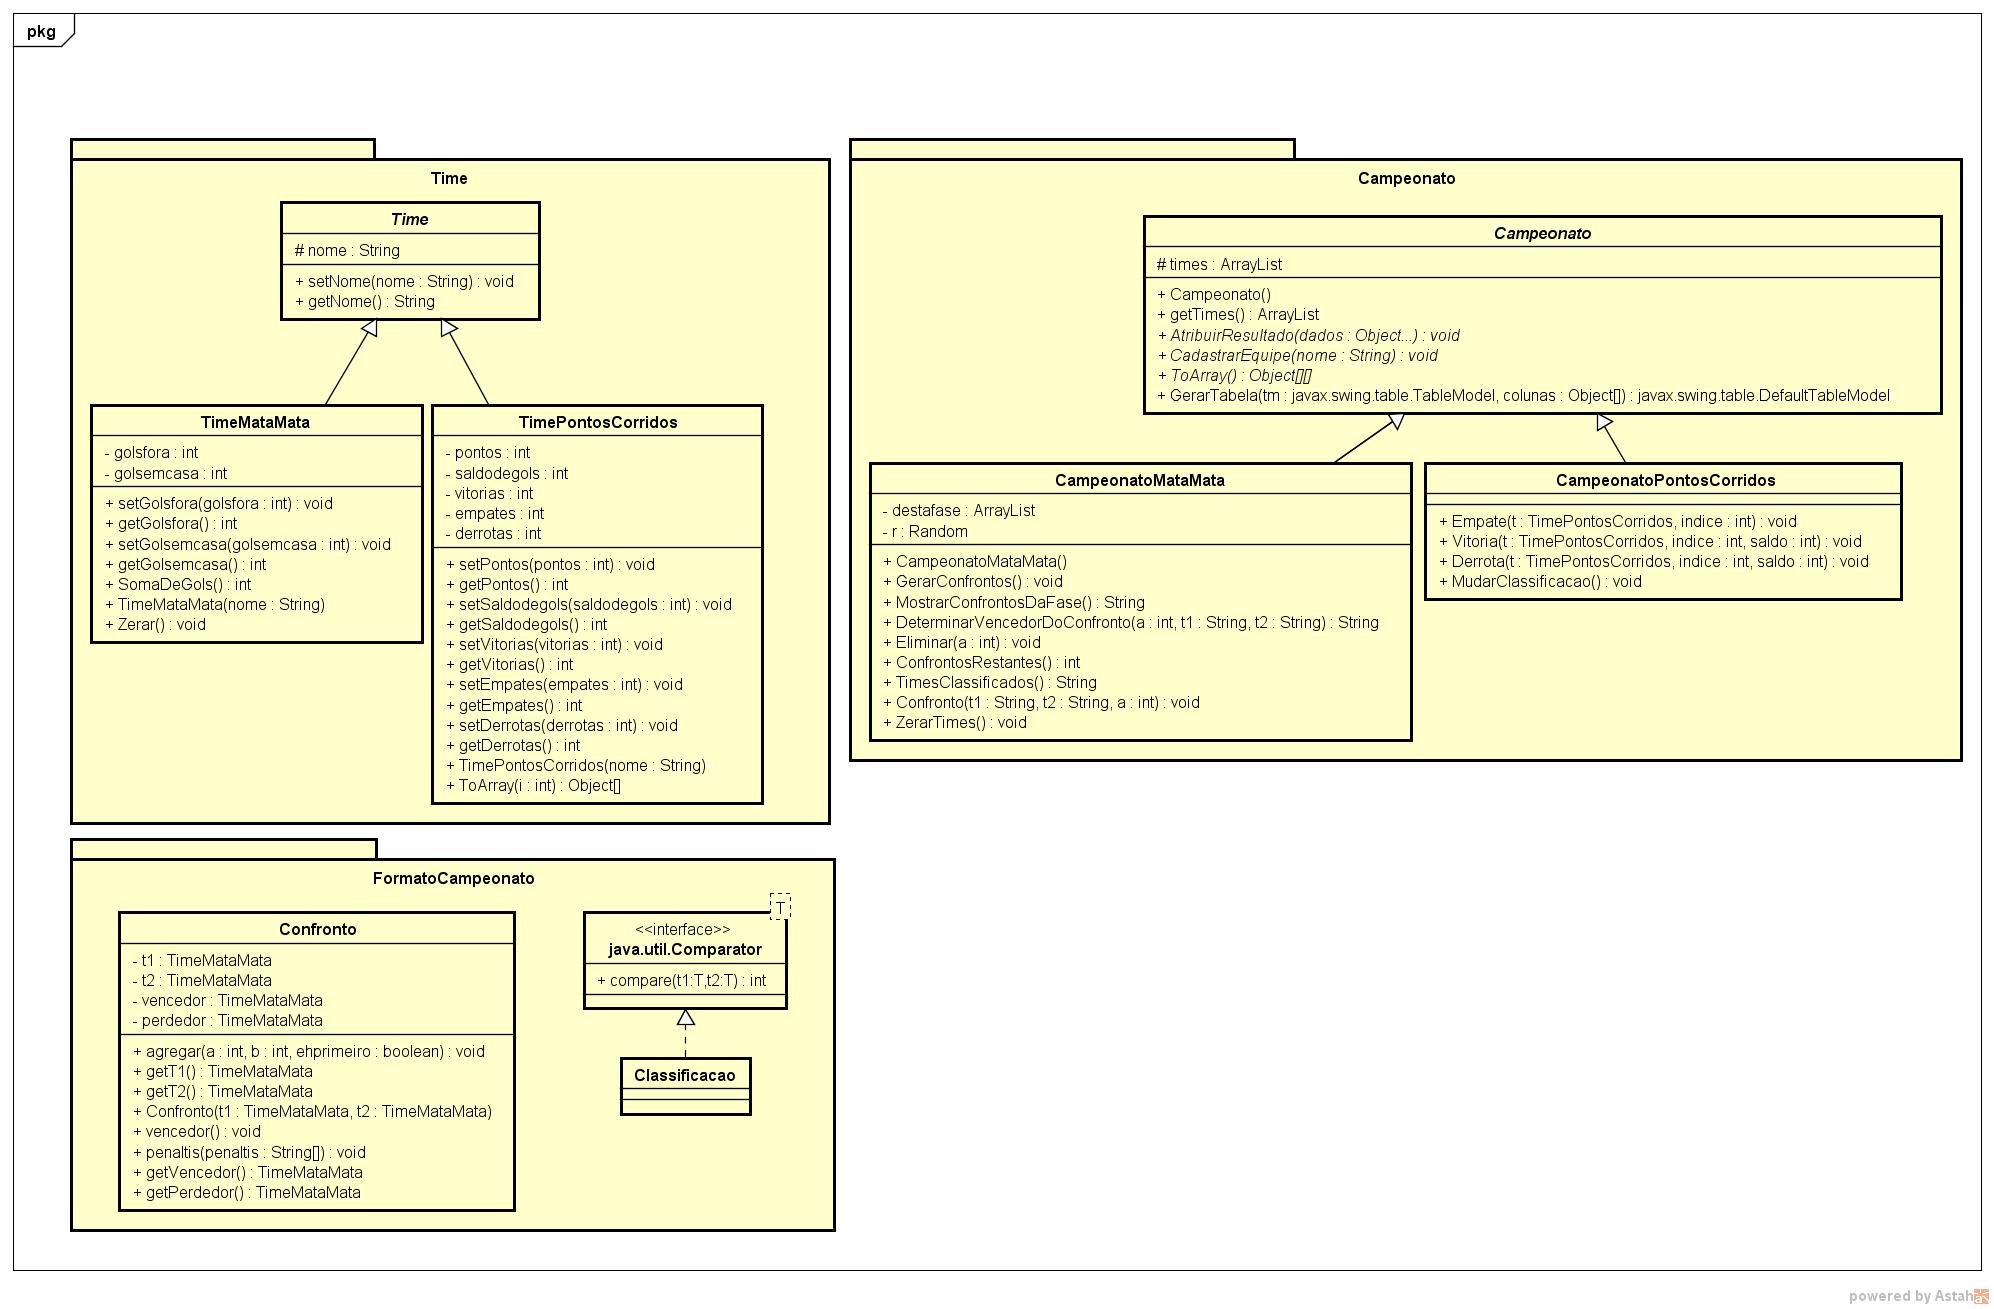 pkg
Time
Time
# nome : String
+ setNome(nome : String) : void
+ getNome() : String
TimeMataMata
- golsfora : int
- golsemcasa : int
+ setGolsfora(golsfora : int) : void
+ getGolsfora() : int
+ setGolsemcasa(golsemcasa : int) : void
+ getGolsemcasa() : int
+ SomaDeGols() : int
+ TimeMataMata(nome : String)
+ Zerar() : void
TimePontosCorridos
- pontos : int
- saldodegols : int
- vitorias : int
- empates : int
- derrotas : int
+ setPontos(pontos : int) : void
+ getPontos() : int
+ setSaldodegols(saldodegols : int) : void
+ getSaldodegols() : int
+ setVitorias(vitorias : int) : void
+ getVitorias() : int
+ setEmpates(empates : int) : void
+ getEmpates() : int
+ setDerrotas(derrotas : int) : void
+ getDerrotas() : int
+ TimePontosCorridos(nome : String)
+ ToArray(i : int) : Object[]
Campeonato
Campeonato
# times : ArrayList
+ Campeonato()
+ getTimes() : ArrayList
+ AtribuirResultado(dados : Object...) : void
+ CadastrarEquipe(nome : String) : void
+ ToArray() : Object[][]
+ GerarTabela(tm : javax.swing.table.TableModel, colunas : Object[]) : javax.swing.table.DefaultTableModel
CampeonatoMataMata
- destafase : ArrayList
- r : Random
+ CampeonatoMataMata()
+ GerarConfrontos() : void
+ MostrarConfrontosDaFase() : String
+ DeterminarVencedorDoConfronto(a : int, t1 : String, t2 : String) : String
+ Eliminar(a : int) : void
+ ConfrontosRestantes() : int
+ TimesClassificados() : String
+ Confronto(t1 : String, t2 : String, a : int) : void
+ ZerarTimes() : void
CampeonatoPontosCorridos
+ Empate(t : TimePontosCorridos, indice : int) : void
+ Vitoria(t : TimePontosCorridos, indice : int, saldo : int) : void
+ Derrota(t : TimePontosCorridos, indice : int, saldo : int) : void
+ MudarClassificacao() : void
FormatoCampeonato
Confronto
- t1 : TimeMataMata
- t2 : TimeMataMata
- vencedor : TimeMataMata
- perdedor : TimeMataMata
+ agregar(a : int, b : int, ehprimeiro : boolean) : void
+ getT1() : TimeMataMata
+ getT2() : TimeMataMata
+ Confronto(t1 : TimeMataMata, t2 : TimeMataMata)
+ vencedor() : void
+ penaltis(penaltis : String[]) : void
+ getVencedor() : TimeMataMata
+ getPerdedor() : TimeMataMata
T
<<interface>>
java.util.Comparator
+ compare(t1:T,t2:T) : int
Classificacao
powered by Astah